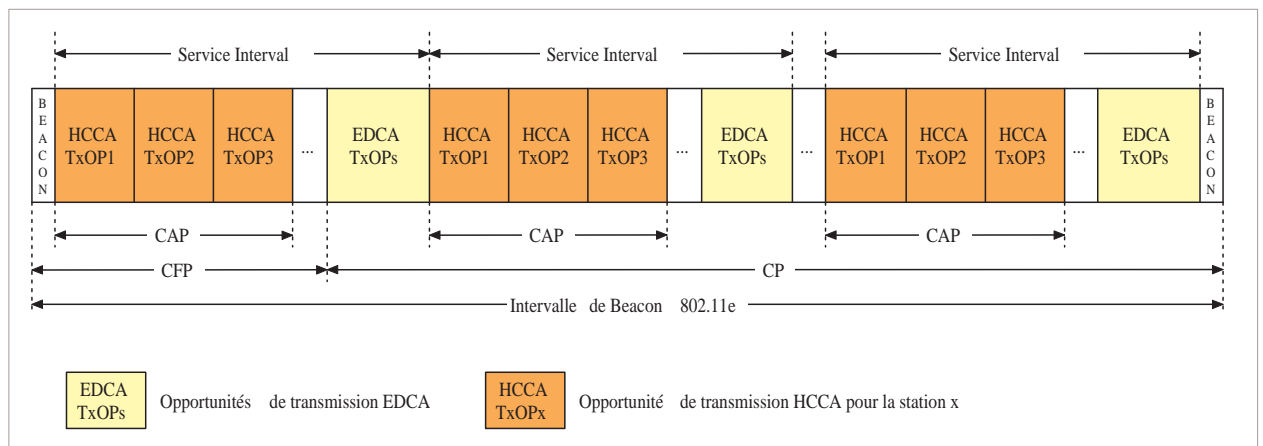 Service Interval Service Interval Service Interval
BEACON HCCA TxOP1 HCCA TxOP2 HCCA TxOP3 ... EDCA TxOPs HCCA TxOP1 HCCA TxOP2 HCCA TxOP3 ... EDCA TxOPs ... HCCA TxOP1 HCCA TxOP2 HCCA TxOP3 ... EDCA TxOPs BEACON
CAP CAP CAP
CFP CP
Intervalle de Beacon 802.11e
EDCA TxOPs Opportunités de transmission EDCA HCCA TxOPx Opportunité de transmission HCCA pour la station x